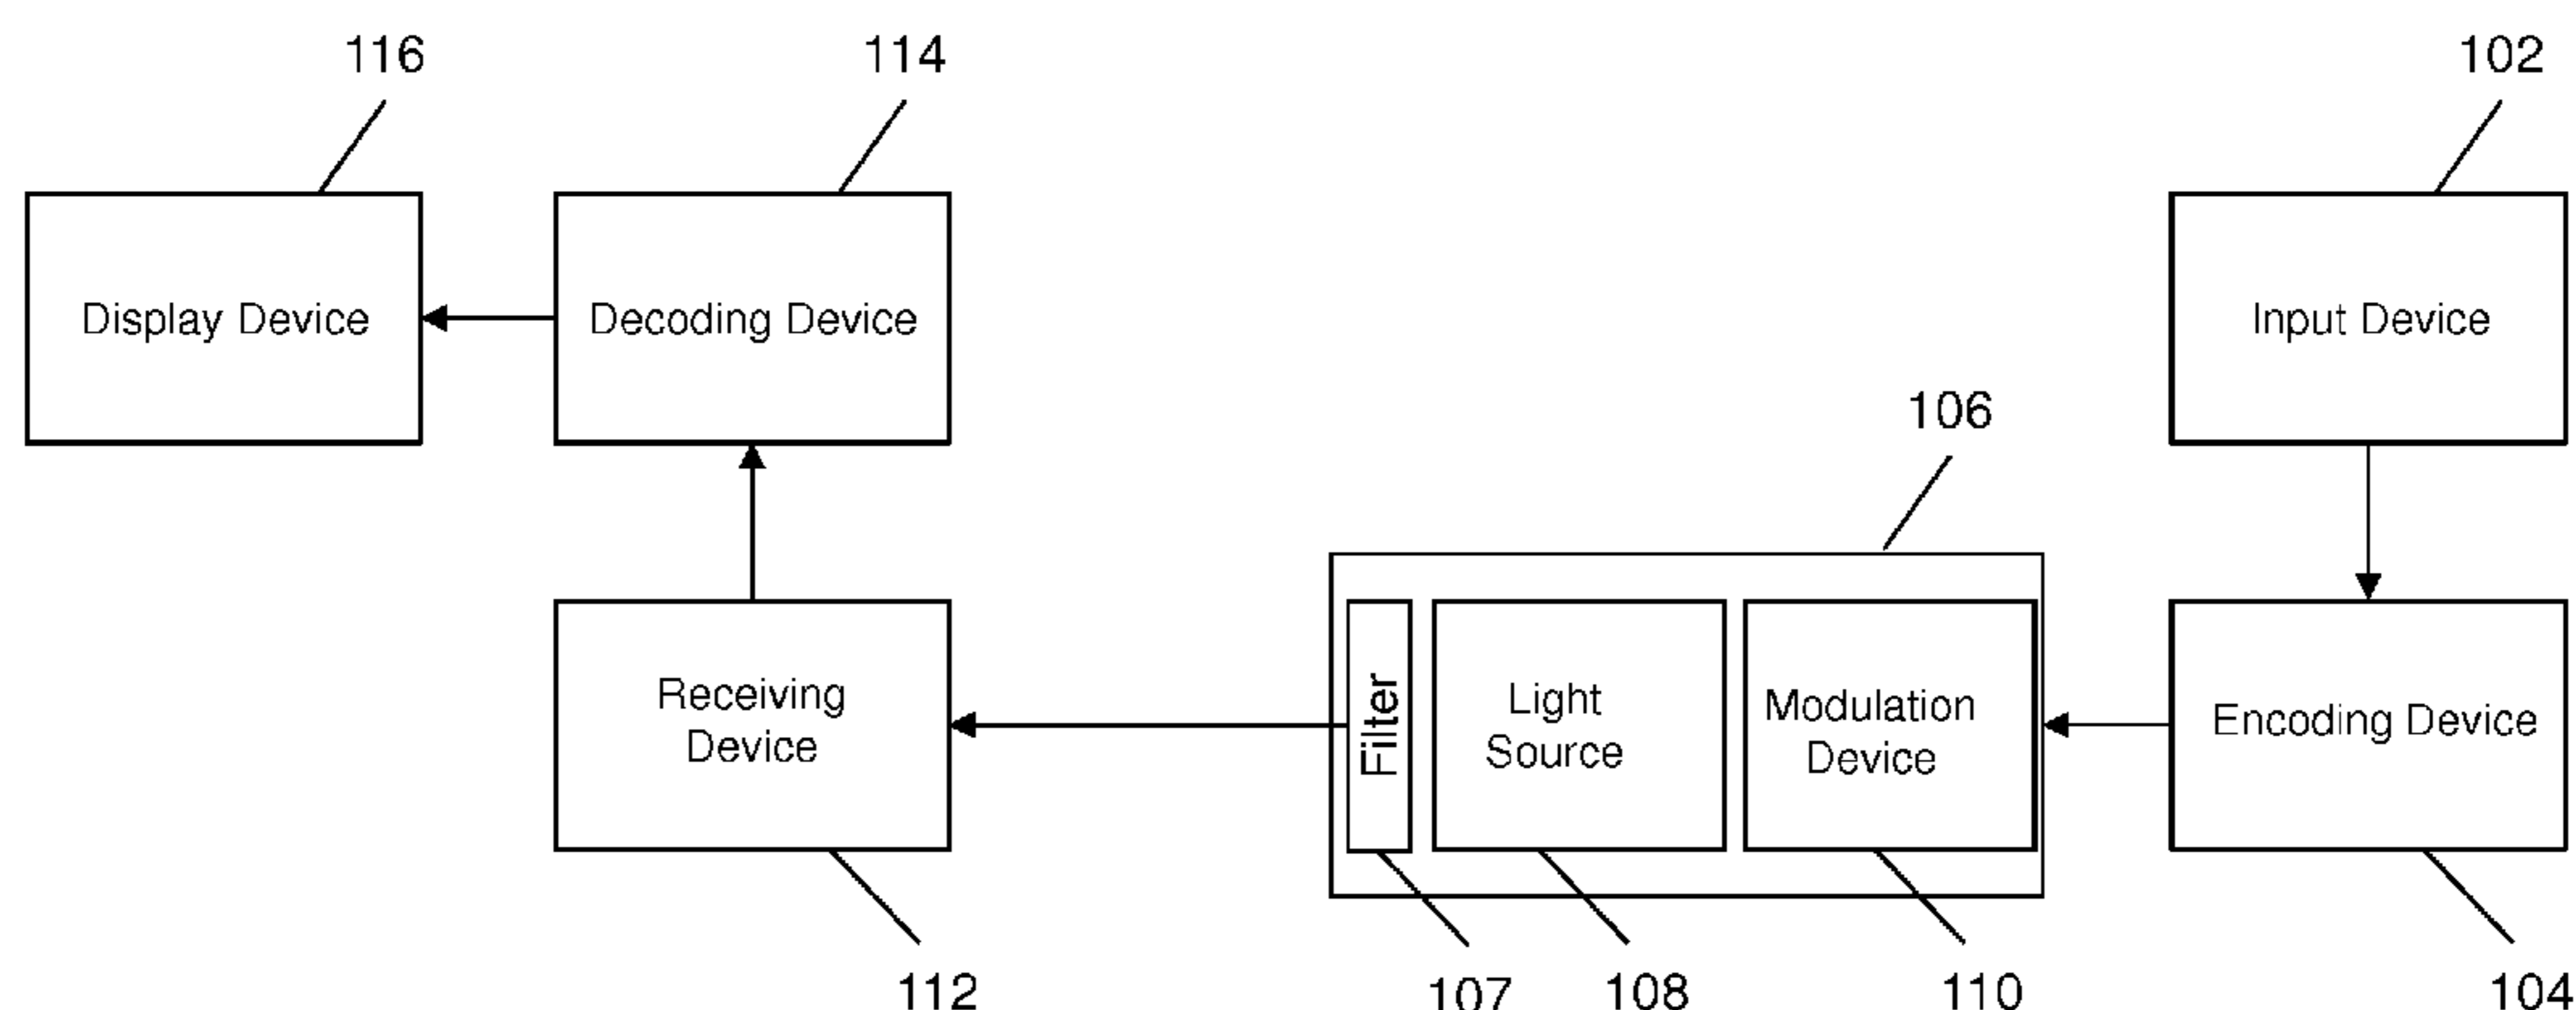 116
114
102
Display Device
Decoding Device
Input Device
106
Receiving
Device
Filter
Light
Source
Modulation
Device
Encoding Device
112
107
108
110
104